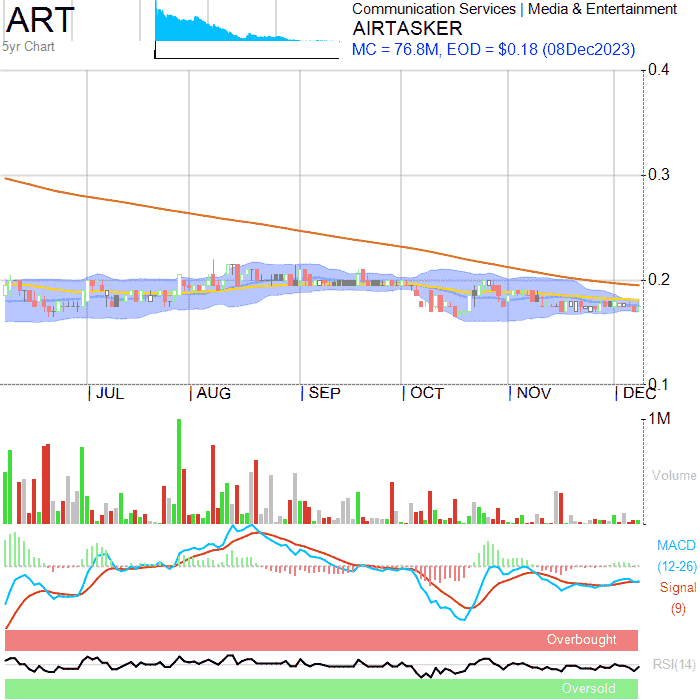 ART
5yr Chart
Communication Services | Media & Entertainment
AIRTASKER
MC = 76.8M, EOD = $0.18 (08Dec2023)
0.4
0.3
0.2
0.1
JUL
AUG
SEP
OCT
NOV
DEC
1M
Volume
MACD
(12-26)
Signal
(9)
Overbought
RSI(14)
Oversold